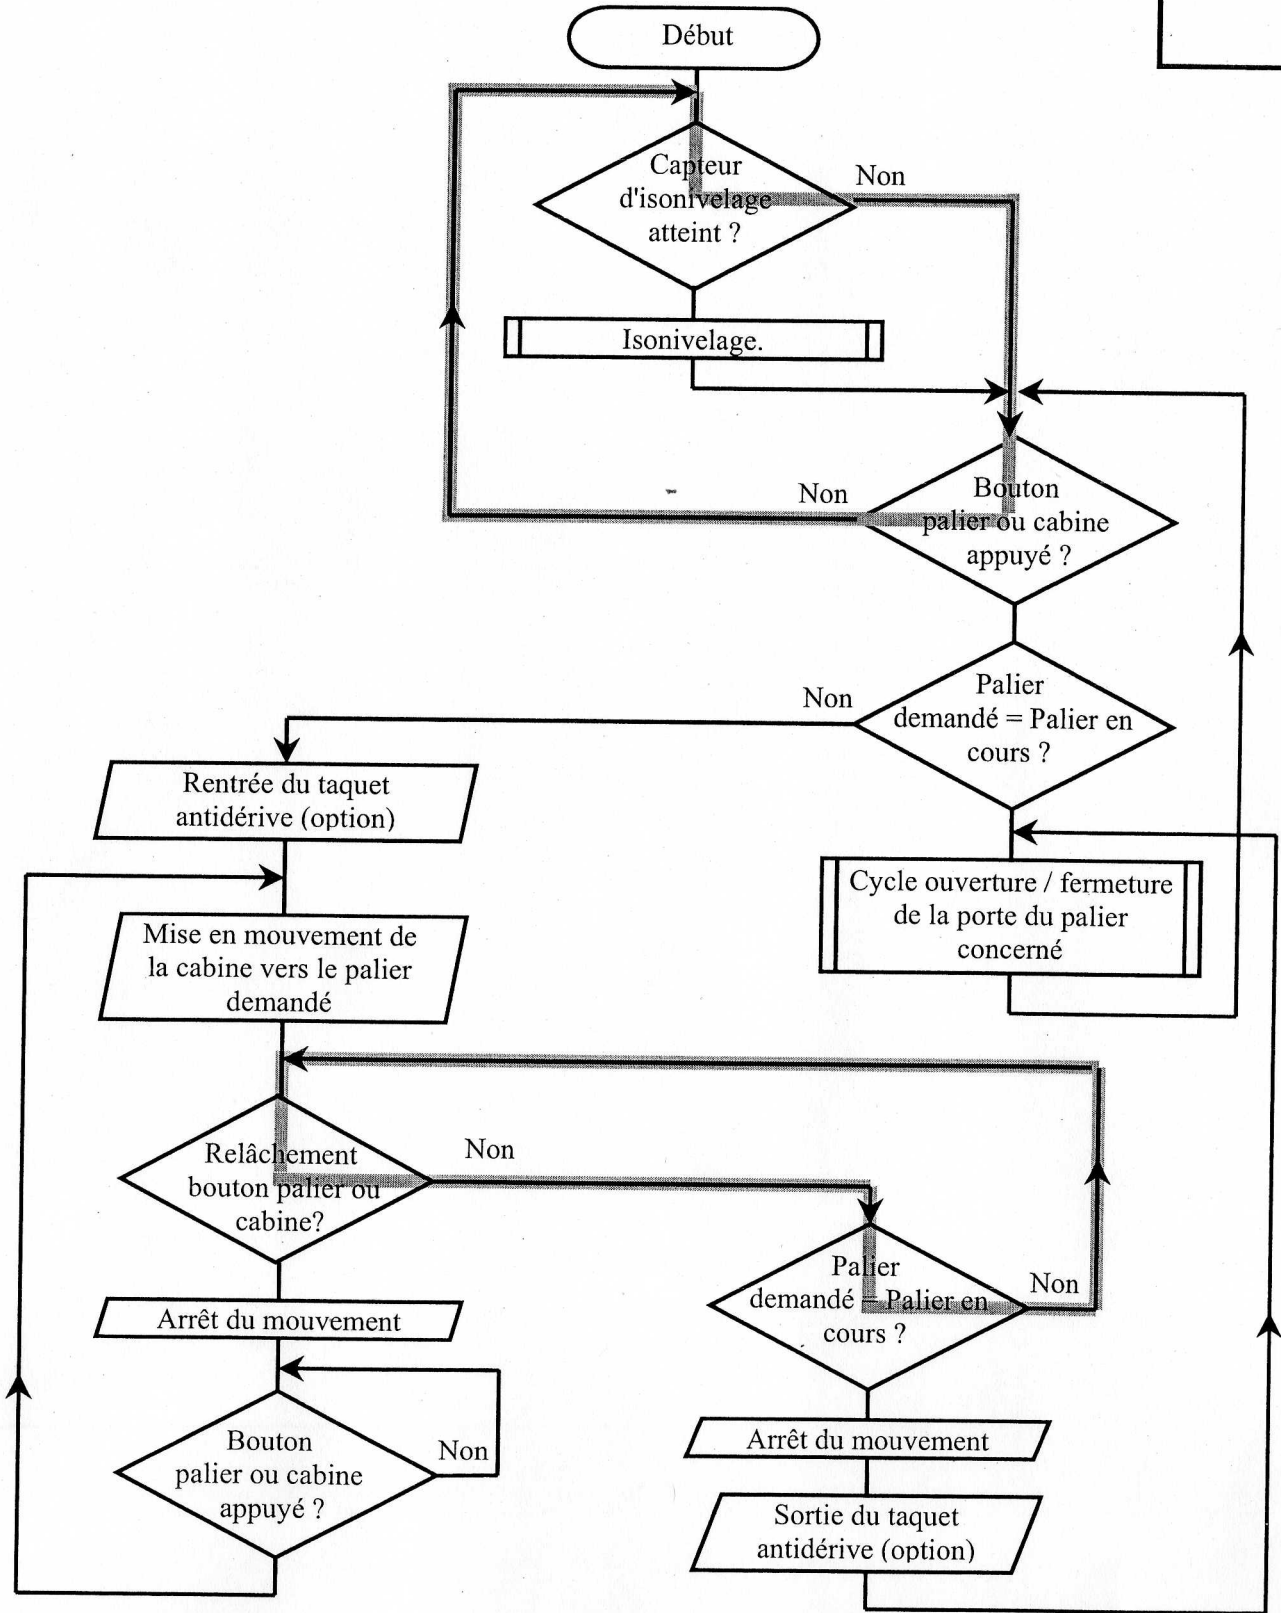 Début
Capteur
d'isonivelage
atteint ?
Non
Isonivelage.
Non
Bouton
palier ou cabine
appuyé ?
Non
Palier
demandé = Palier en
cours ?
Rentrée du taquet
antidérive (option)
Cycle ouverture / fermeture
de la porte du palier
concerné
Mise en mouvement de
la cabine vers le palier
demandé
Relâchement
bouton palier ou
cabine?
Non
Palier
demandé = Palier en
cours ?
Non
Arrêt du mouvement
Bouton
palier ou cabine
appuyé ?
Non
Arrêt du mouvement
Sortie du taquet
antidérive (option)